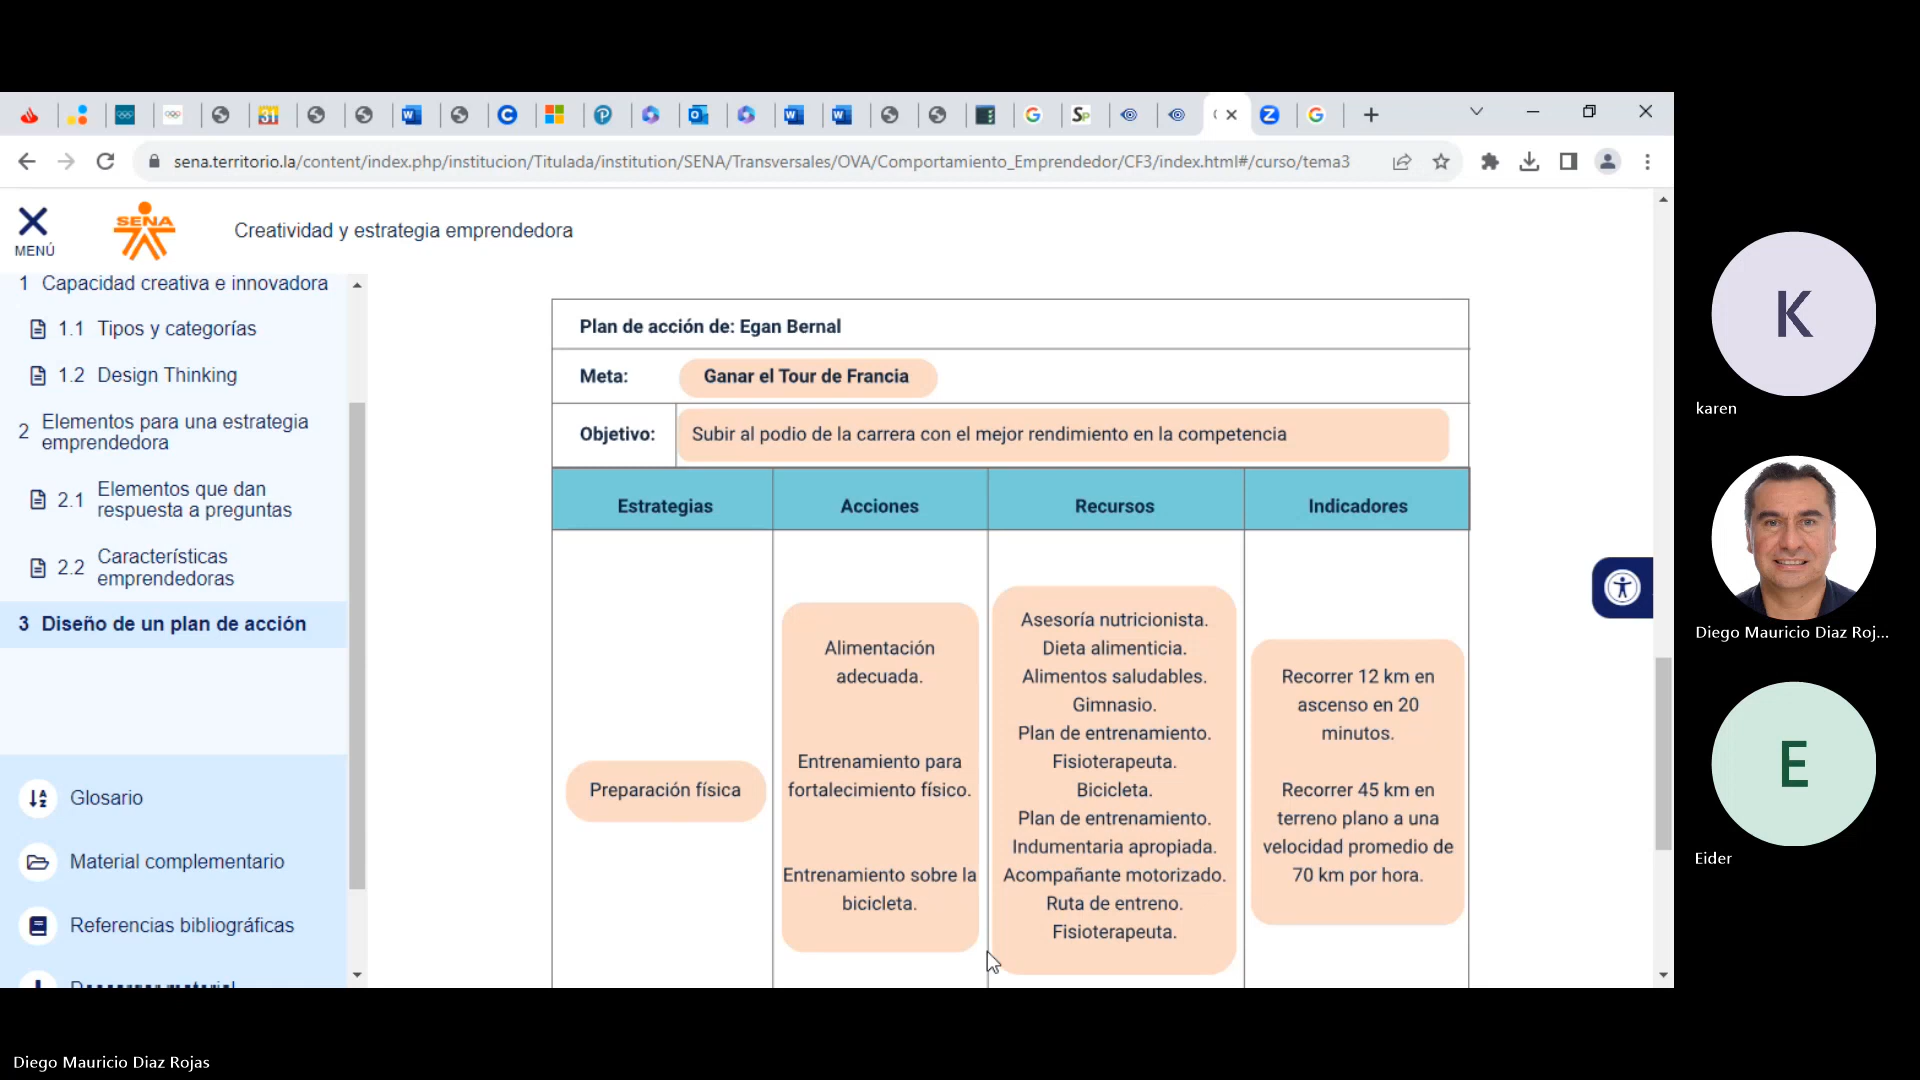 sena.territorio.la/content/index.php/institucion/Titulada/institution/SENA/Transversales/OVA/Comportamiento_Emprendedor/CF3/index.html#/curso/tema3
MENÚ
SENA
Creatividad y estrategia emprendedora
1 Capacidad creativa e innovadora
1.1 Tipos y categorías
1.2 Design Thinking
2 Elementos para una estrategia
emprendedora
2.1 Elementos que dan
respuesta a preguntas
2.2 Características
emprendedoras
3 Diseño de un plan de acción
Glosario
Material complementario
Referencias bibliográficas
Plan de acción de: Egan Bernal
Meta: Ganar el Tour de Francia
Objetivo: Subir al podio de la carrera con el mejor rendimiento en la competencia
Estrategias Acciones Recursos Indicadores
Preparación física
Alimentación
adecuada.
Entrenamiento para
fortalecimiento físico.
Entrenamiento sobre la
bicicleta.
Asesoría nutricionista.
Dieta alimenticia.
Alimentos saludables.
Gimnasio.
Plan de entrenamiento.
Fisioterapeuta.
Bicicleta.
Plan de entrenamiento.
Indumentaria apropiada.
Acompañante motorizado.
Ruta de entreno.
Fisioterapeuta.
Recorrer 12 km en
ascenso en 20
minutos.
Recorrer 45 km en
terreno plano a una
velocidad promedio de
70 km por hora.
K
karen
Diego Mauricio Diaz Roj...
E
Eider
Diego Mauricio Diaz Rojas